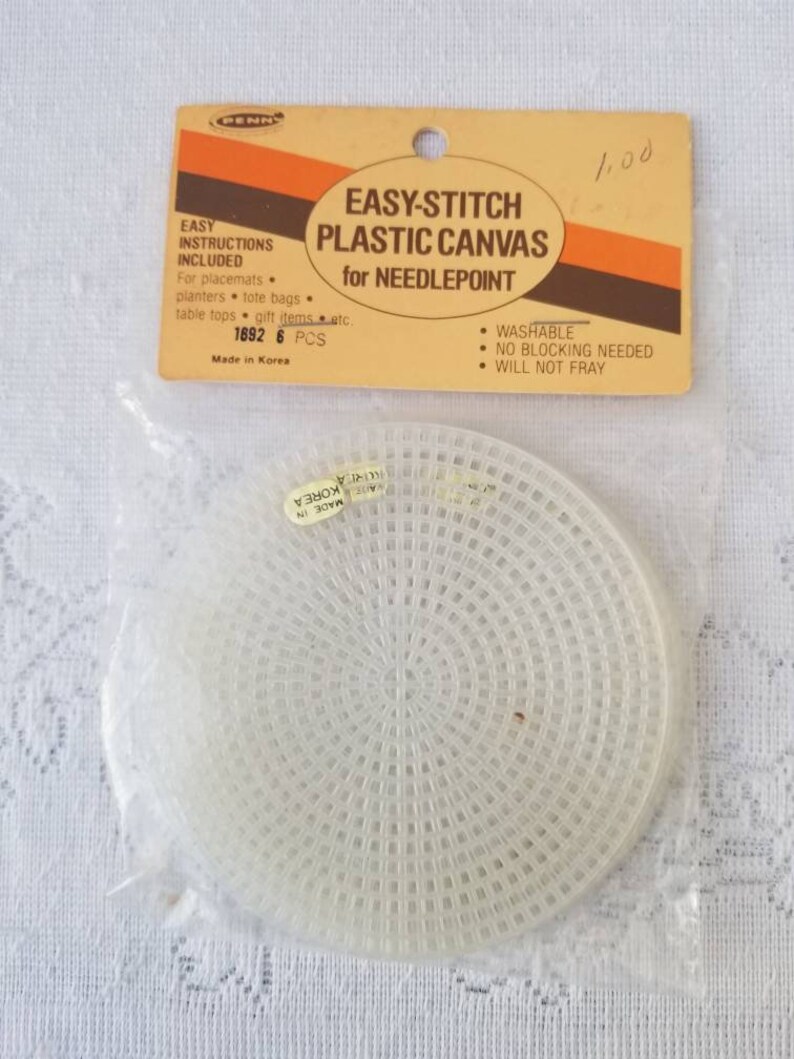 PENN
1.00
EASY-STITCH
PLASTIC CANVAS
for NEEDLEPOINT
EASY
INSTRUCTIONS
INCLUDED
For placemats •
planters • tote bags •
table tops • gift items • etc.
1692 6 PCS
Made in Korea
• WASHABLE
• NO BLOCKING NEEDED
• WILL NOT FRAY
MADE IN
KOREA